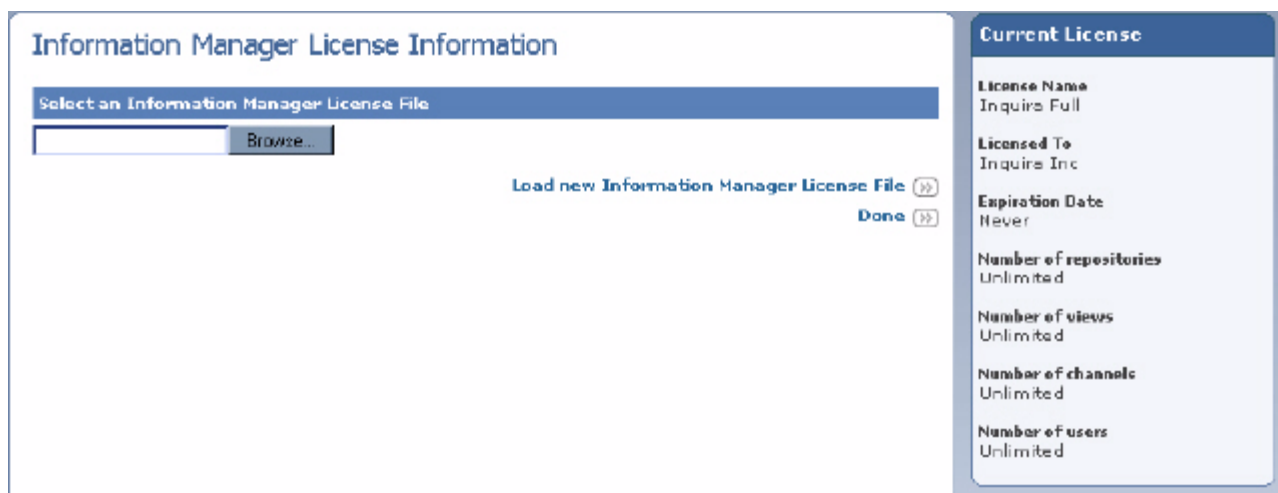 Information Manager License Information
Select an Information Manager License File
Browse...
Load new Information Manager License File
Done
Current License
License Name
Inquira Full
Licensed To
Inquira Inc
Expiration Date
Never
Number of repositories
Unlimited
Number of views
Unlimited
Number of channels
Unlimited
Number of users
Unlimited